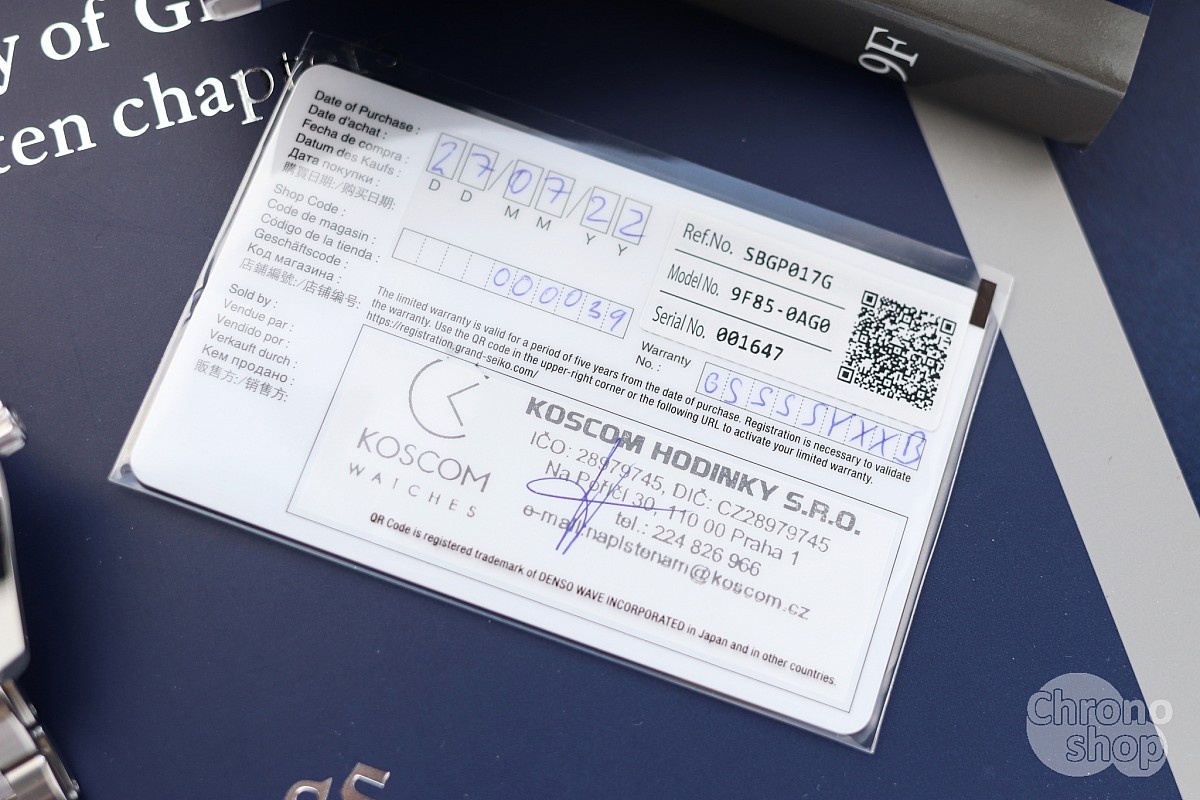 y of G
ten chapters
9F
Date of Purchase :
Date d'achat :
Fecha de compra :
Datum des Kaufs :
Дата покупки :
購買日期:/购买日期:
27/07/22
D D M M Y Y
Shop Code :
Code de magasin :
Código de la tienda :
Geschäftscode :
Код магазина :
店鋪編號:/店铺编号:
000039
Ref.No. SBGP017G
Model No. 9F85-0AG0
Serial No. 001647
Warranty
No. :
GSSSSYXXB
The limited warranty is valid for a period of five years from the date of purchase. Registration is necessary to validate
the warranty. Use the QR code in the upper-right corner or the following URL to activate your limited warranty.
https://registration.grand-seiko.com/
Sold by :
Vendue par :
Vendido por :
Verkauft durch :
Кем продано :
販售方:/销售方:
KOSCOM
WATCHES
KOSCOM HODINKY S.R.O.
IČO: 28979745, DIČ: CZ28979745
Na Poříčí 30, 110 00 Praha 1
tel.: 224 826 966
e-mail:napistenam@koscom.cz
QR Code is registered trademark of DENSO WAVE INCORPORATED in Japan and in other countries.
Chrono
shop